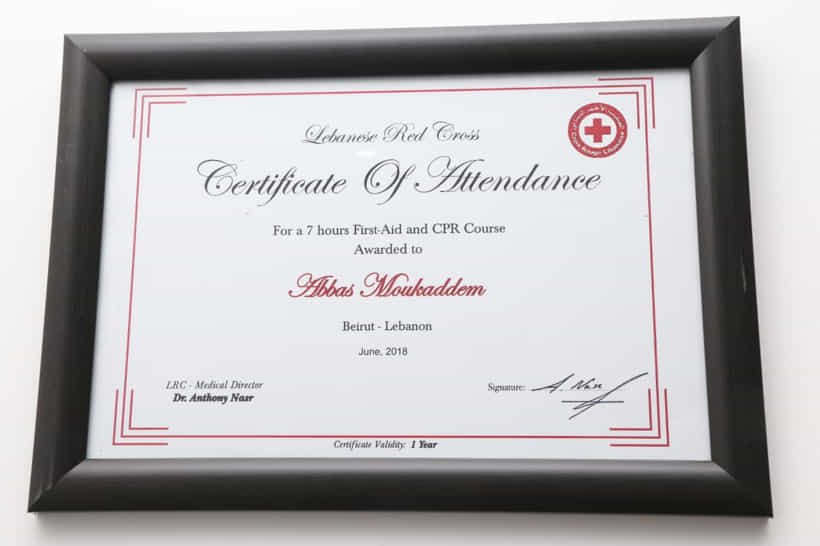 Lebanese Red Cross
Certificate Of Attendance
For a 7 hours First-Aid and CPR Course
Awarded to
Abbas Moukaddem
Beirut - Lebanon
June, 2018
LRC - Medical Director
Dr. Anthony Nasr
Signature: A. Nasr
Certificate Validity: 1 Year